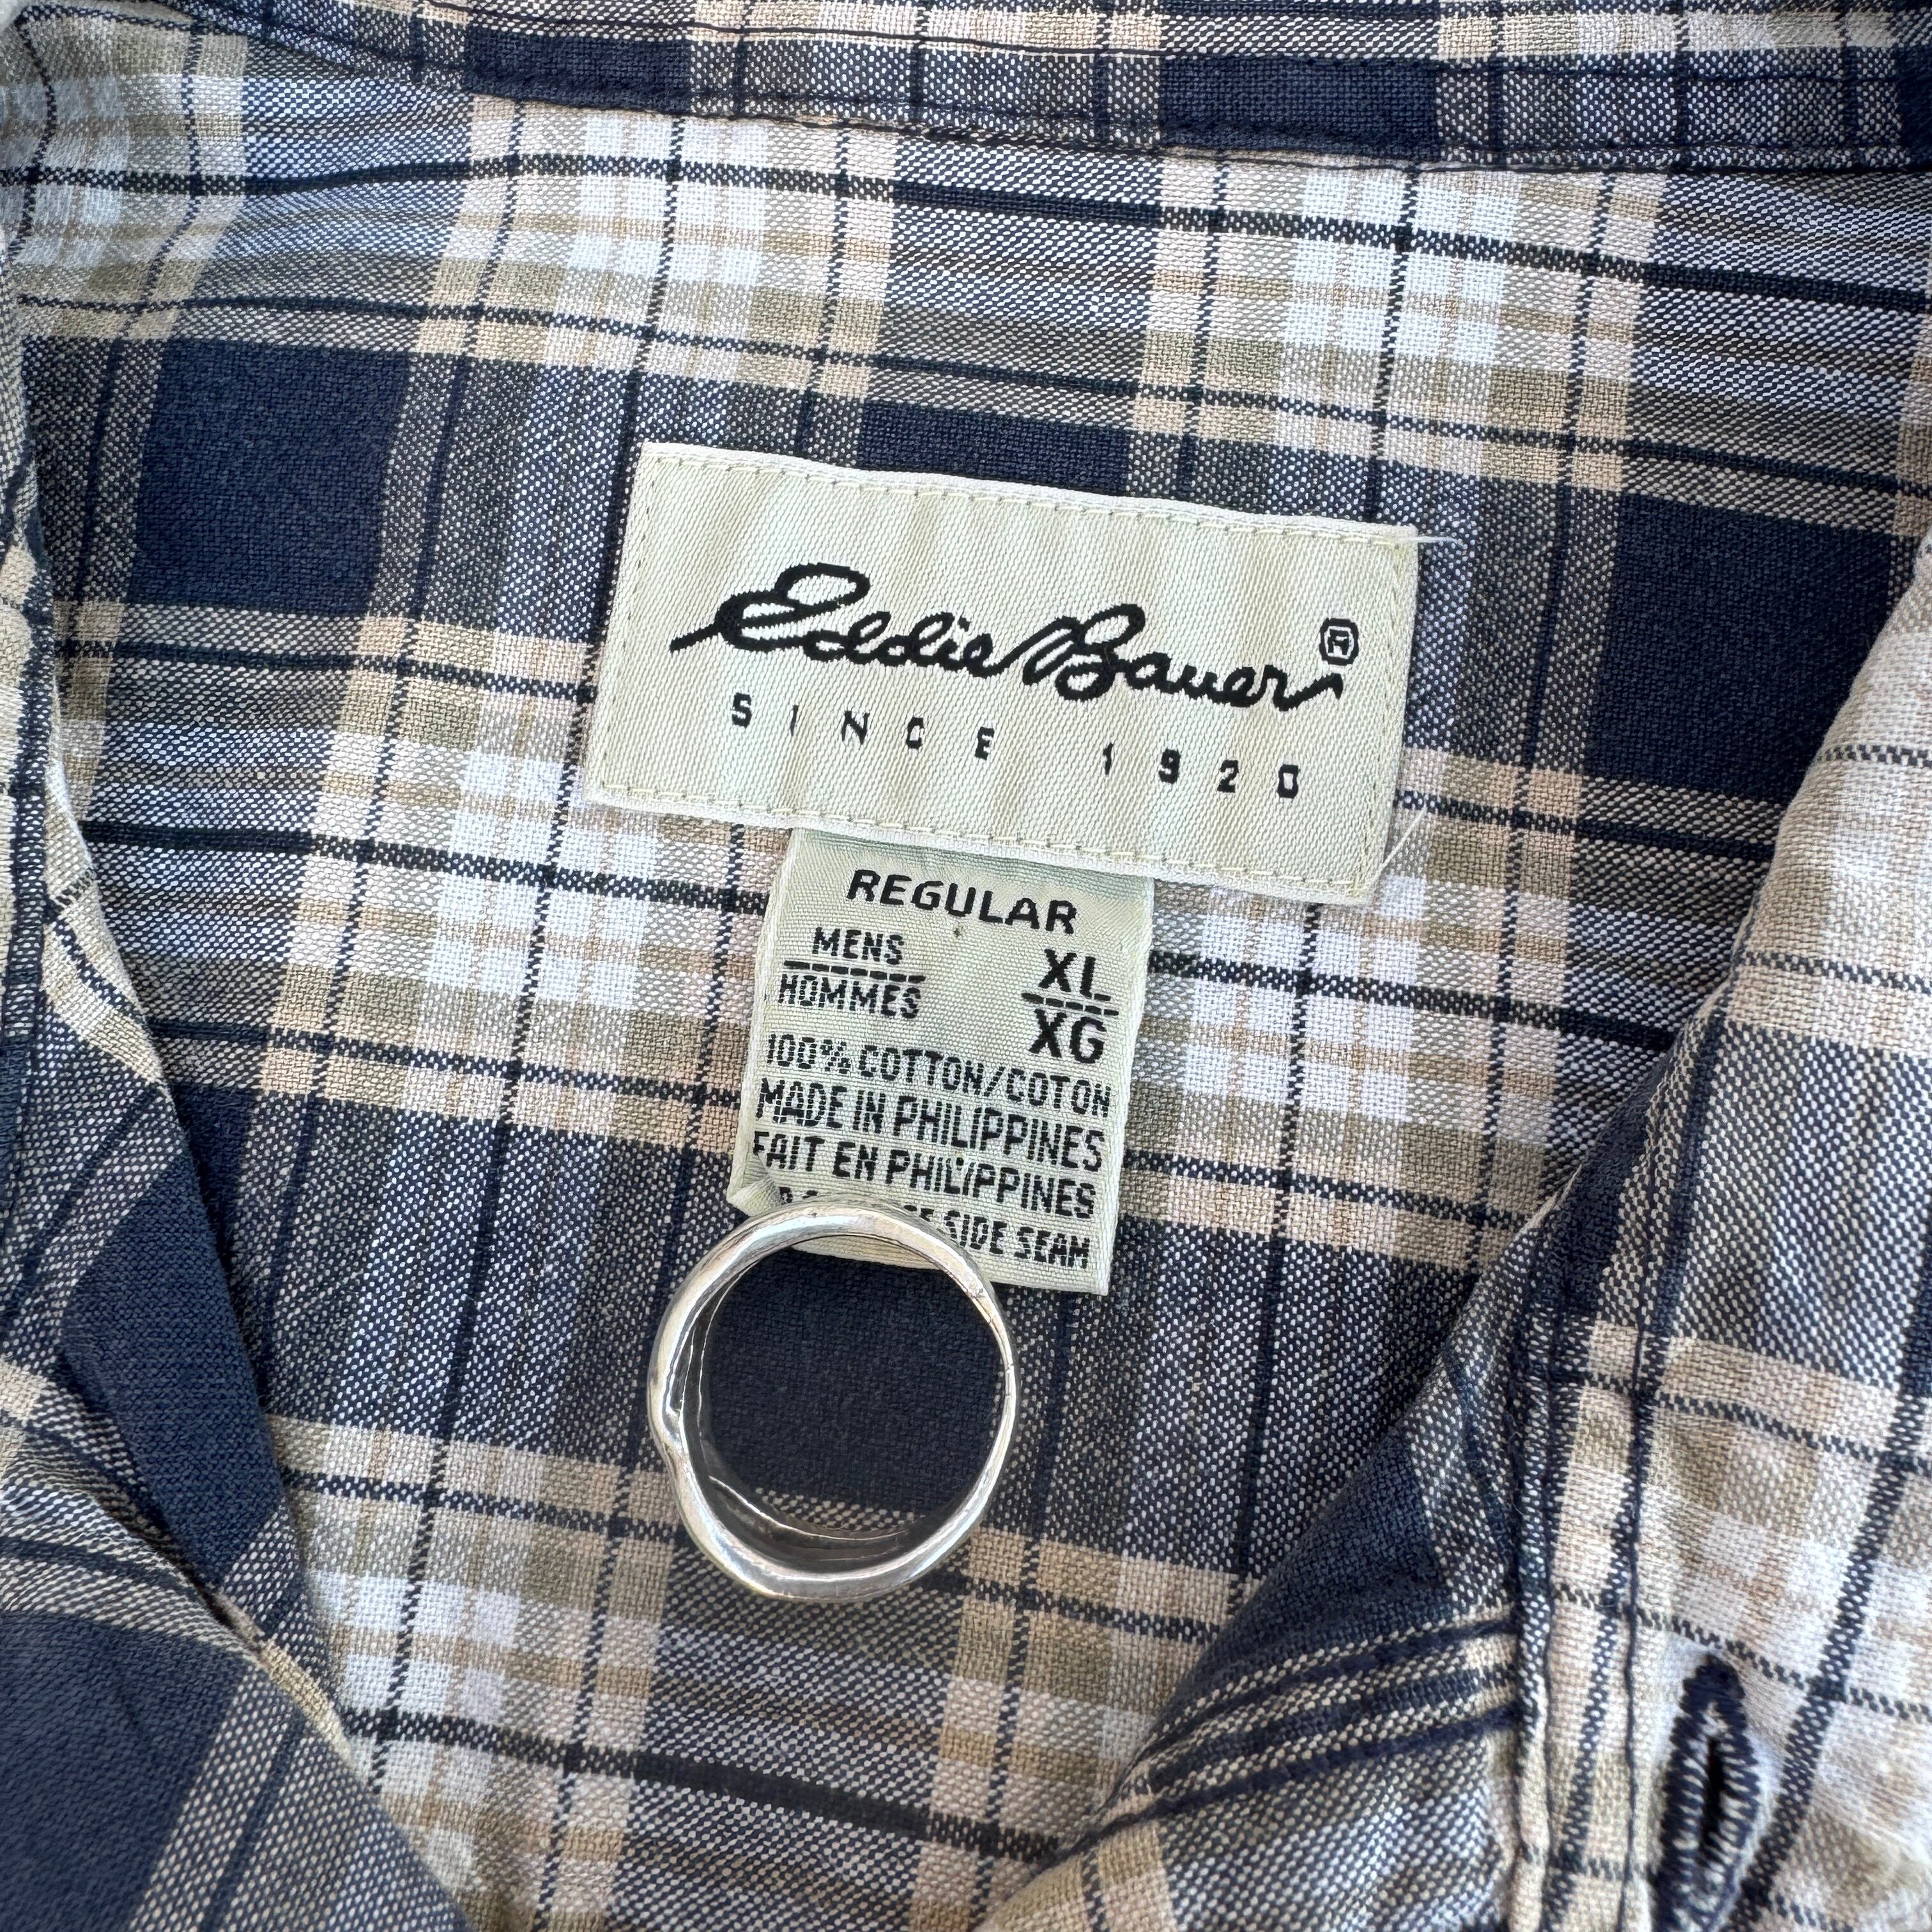 Eddie Bauer®
SINCE 1920
REGULAR
MENS XL
HOMMES XG
100% COTTON/COTON
MADE IN PHILIPPINES
FAIT EN PHILIPPINES
SIDE SEAM